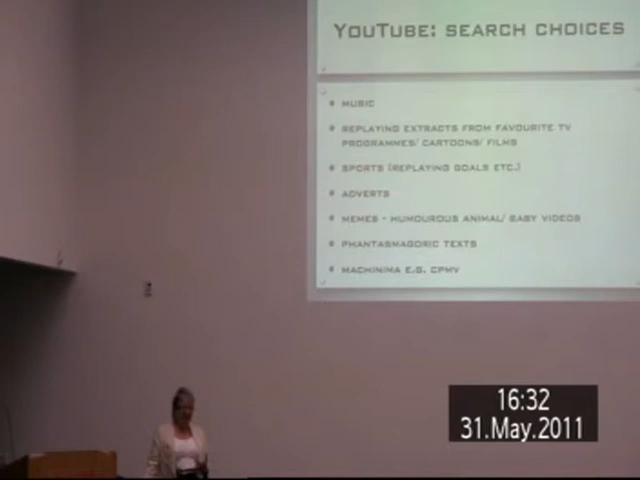 YouTube: search choices
Music
Replaying extracts from favourite TV
programmes/ cartoons/ films
Sports (replaying goals etc.)
Adverts
Memes - humourous animal/ baby videos
Phantasmagoric texts
Machinima e.g. CPMV
16:32
31.May.2011